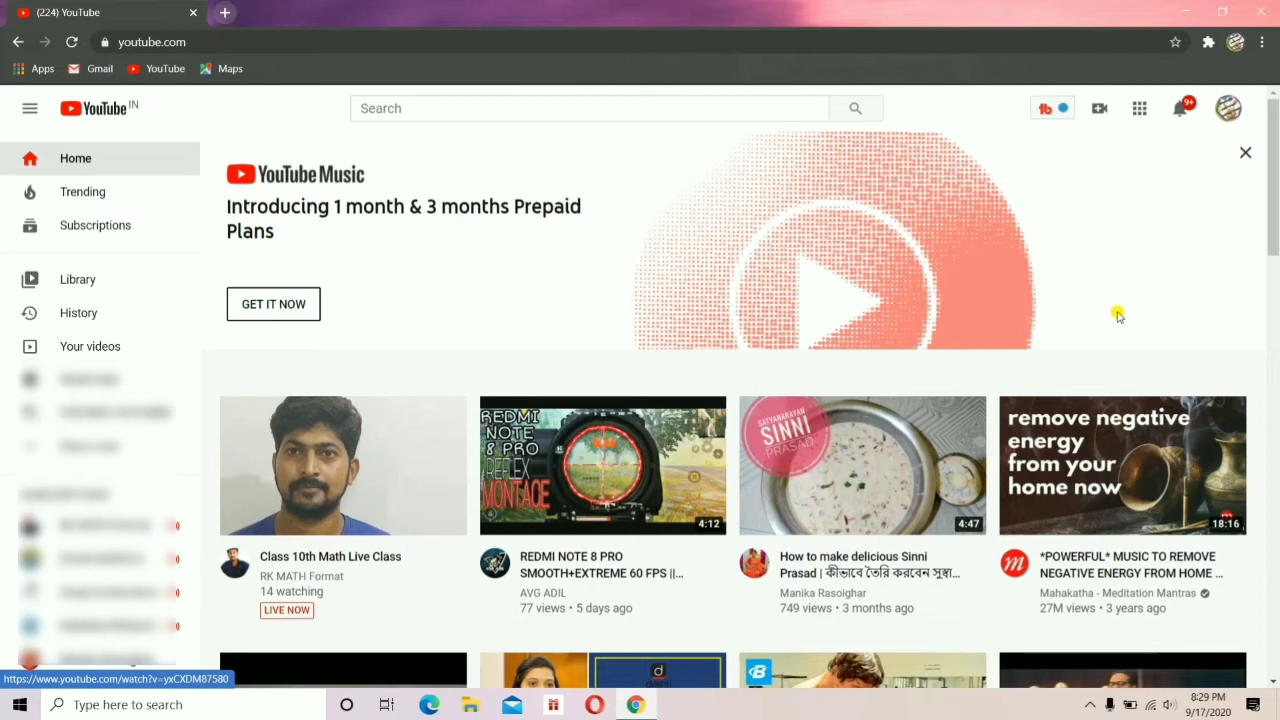 (224) YouTube
youtube.com
Apps
Gmail
YouTube
Maps
YouTube IN
Search
9+
Home
Trending
Subscriptions
Library
History
Your videos
YouTube Music
Introducing 1 month & 3 months Prepaid
Plans
GET IT NOW
REDMI
NOTE
8 PRO
REFLEX
MONTAGE
4:12
SATYANARAYAN
SINNI
PRASAD
4:47
remove negative
energy
from your
home now
18:16
Class 10th Math Live Class
RK MATH Format
14 watching
LIVE NOW
REDMI NOTE 8 PRO
SMOOTH+EXTREME 60 FPS ||...
AVG ADIL
77 views • 5 days ago
How to make delicious Sinni
Prasad | কীভাবে তৈরি করবেন সুস্বা...
Manika Rasoighar
749 views • 3 months ago
*POWERFUL* MUSIC TO REMOVE
NEGATIVE ENERGY FROM HOME ...
Mahakatha - Meditation Mantras
27M views • 3 years ago
https://www.youtube.com/watch?v=yxCXDM87580
Type here to search
8:29 PM
9/17/2020